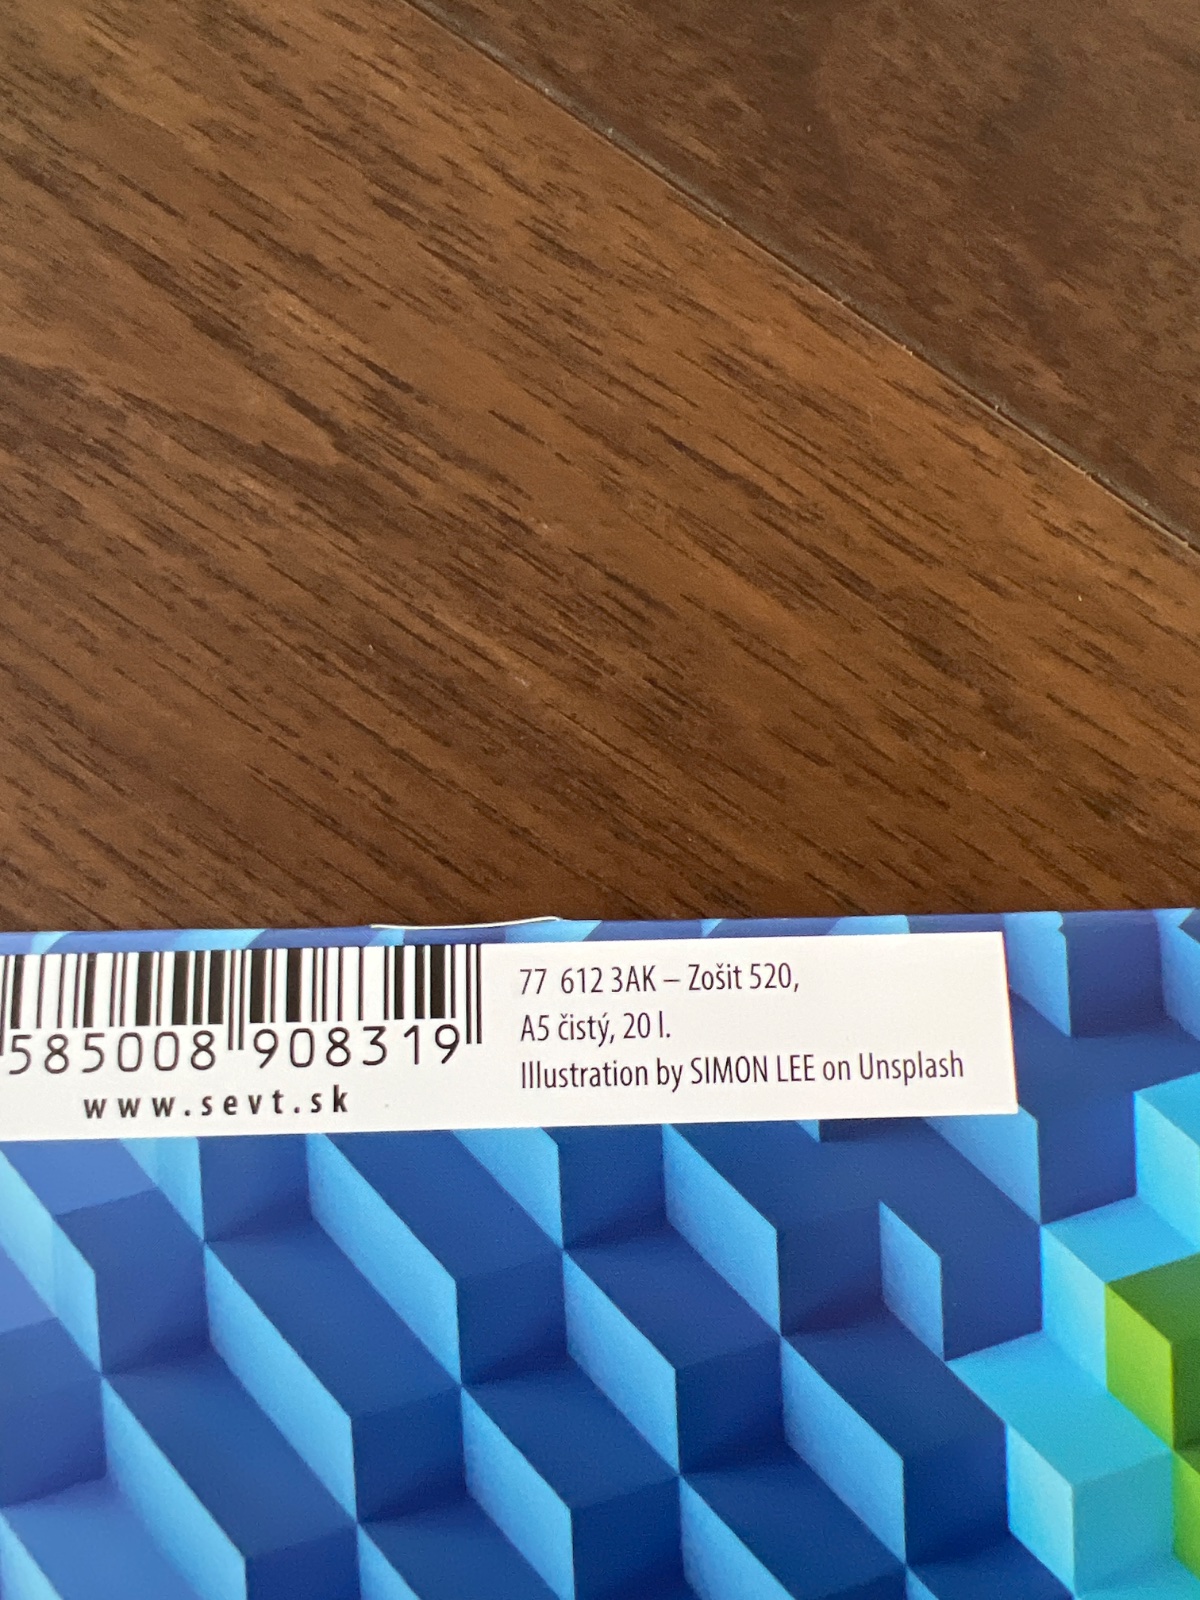 585008 908319
www.sevt.sk
77 612 3AK – Zošit 520,
A5 čistý, 20 l.
Illustration by SIMON LEE on Unsplash